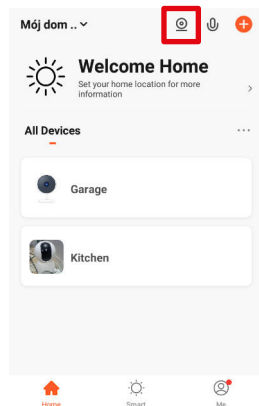 Mój dom ..
Welcome Home
Set your home location for more
information
All Devices
Garage
Kitchen
Home
Smart
Me